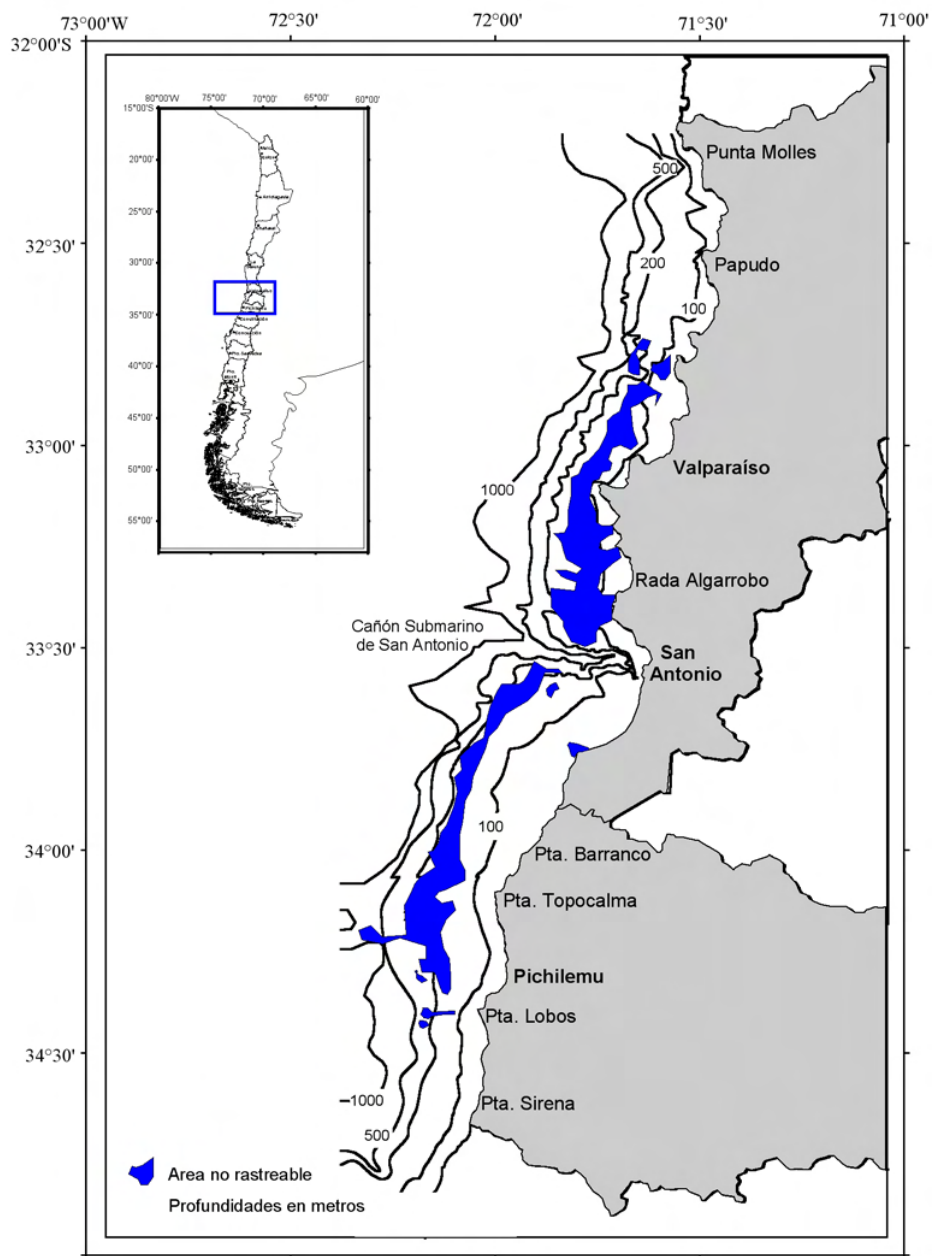 73°00'W
72°30'
72°00'
71°30'
71°00'
32°00'S
80°00'W
75°00'
70°00'
65°00'
60°00'
15°00'S
20°00'
25°00'
30°00'
35°00'
40°00'
45°00'
50°00'
55°00'
Punta Molles
500
32°30'
200
Papudo
100
33°00'
Valparaíso
1000
Rada Algarrobo
Cañón Submarino
de San Antonio
33°30'
San
Antonio
100
34°00'
Pta. Barranco
Pta. Topocalma
Pichilemu
Pta. Lobos
34°30'
1000
Pta. Sirena
500
Area no rastreable
Profundidades en metros